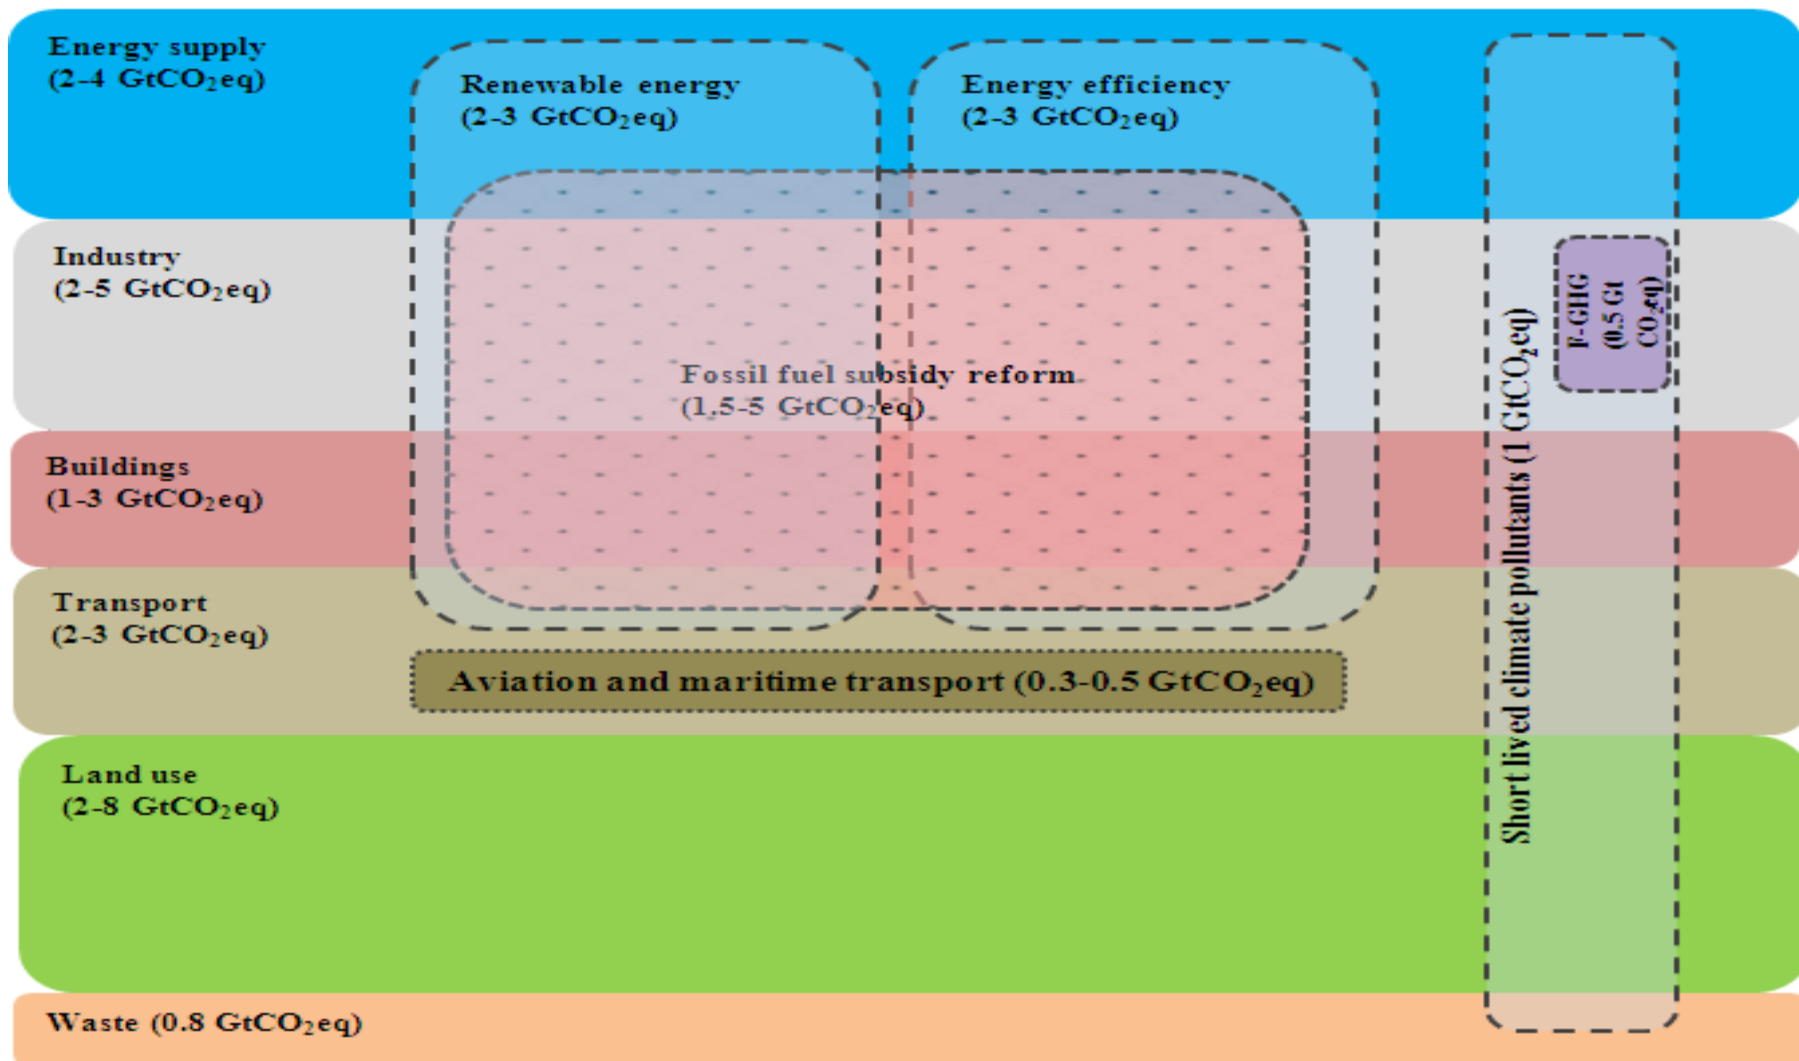 Energy supply
(2-4 GtCO₂eq)
Renewable energy
(2-3 GtCO₂eq)
Energy efficiency
(2-3 GtCO₂eq)
Industry
(2-5 GtCO₂eq)
F-GHG
(0.5 Gt
CO₂eq)
Short lived climate pollutants (1 GtCO₂eq)
Fossil fuel subsidy reform
(1.5-5 GtCO₂eq)
Buildings
(1-3 GtCO₂eq)
Transport
(2-3 GtCO₂eq)
Aviation and maritime transport (0.3-0.5 GtCO₂eq)
Land use
(2-8 GtCO₂eq)
Waste (0.8 GtCO₂eq)